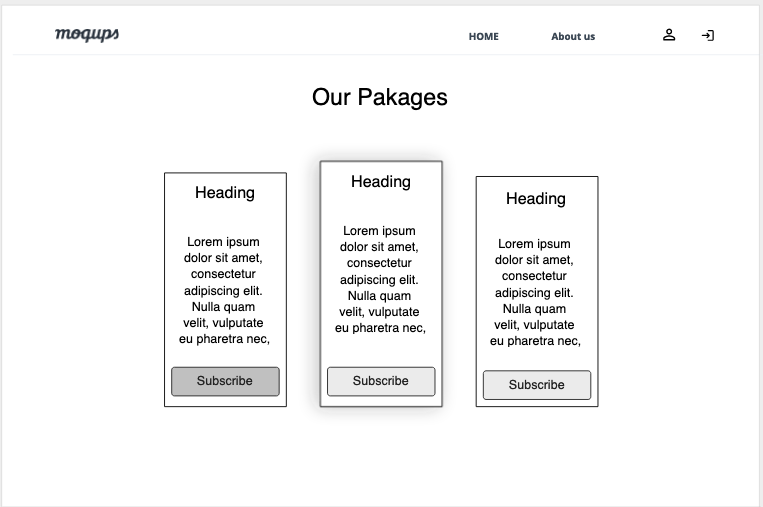 moqups
HOME
About us
Our Pakages
Heading
Lorem ipsum
dolor sit amet,
consectetur
adipiscing elit.
Nulla quam
velit, vulputate
eu pharetra nec,
Subscribe
Heading
Lorem ipsum
dolor sit amet,
consectetur
adipiscing elit.
Nulla quam
velit, vulputate
eu pharetra nec,
Subscribe
Heading
Lorem ipsum
dolor sit amet,
consectetur
adipiscing elit.
Nulla quam
velit, vulputate
eu pharetra nec,
Subscribe